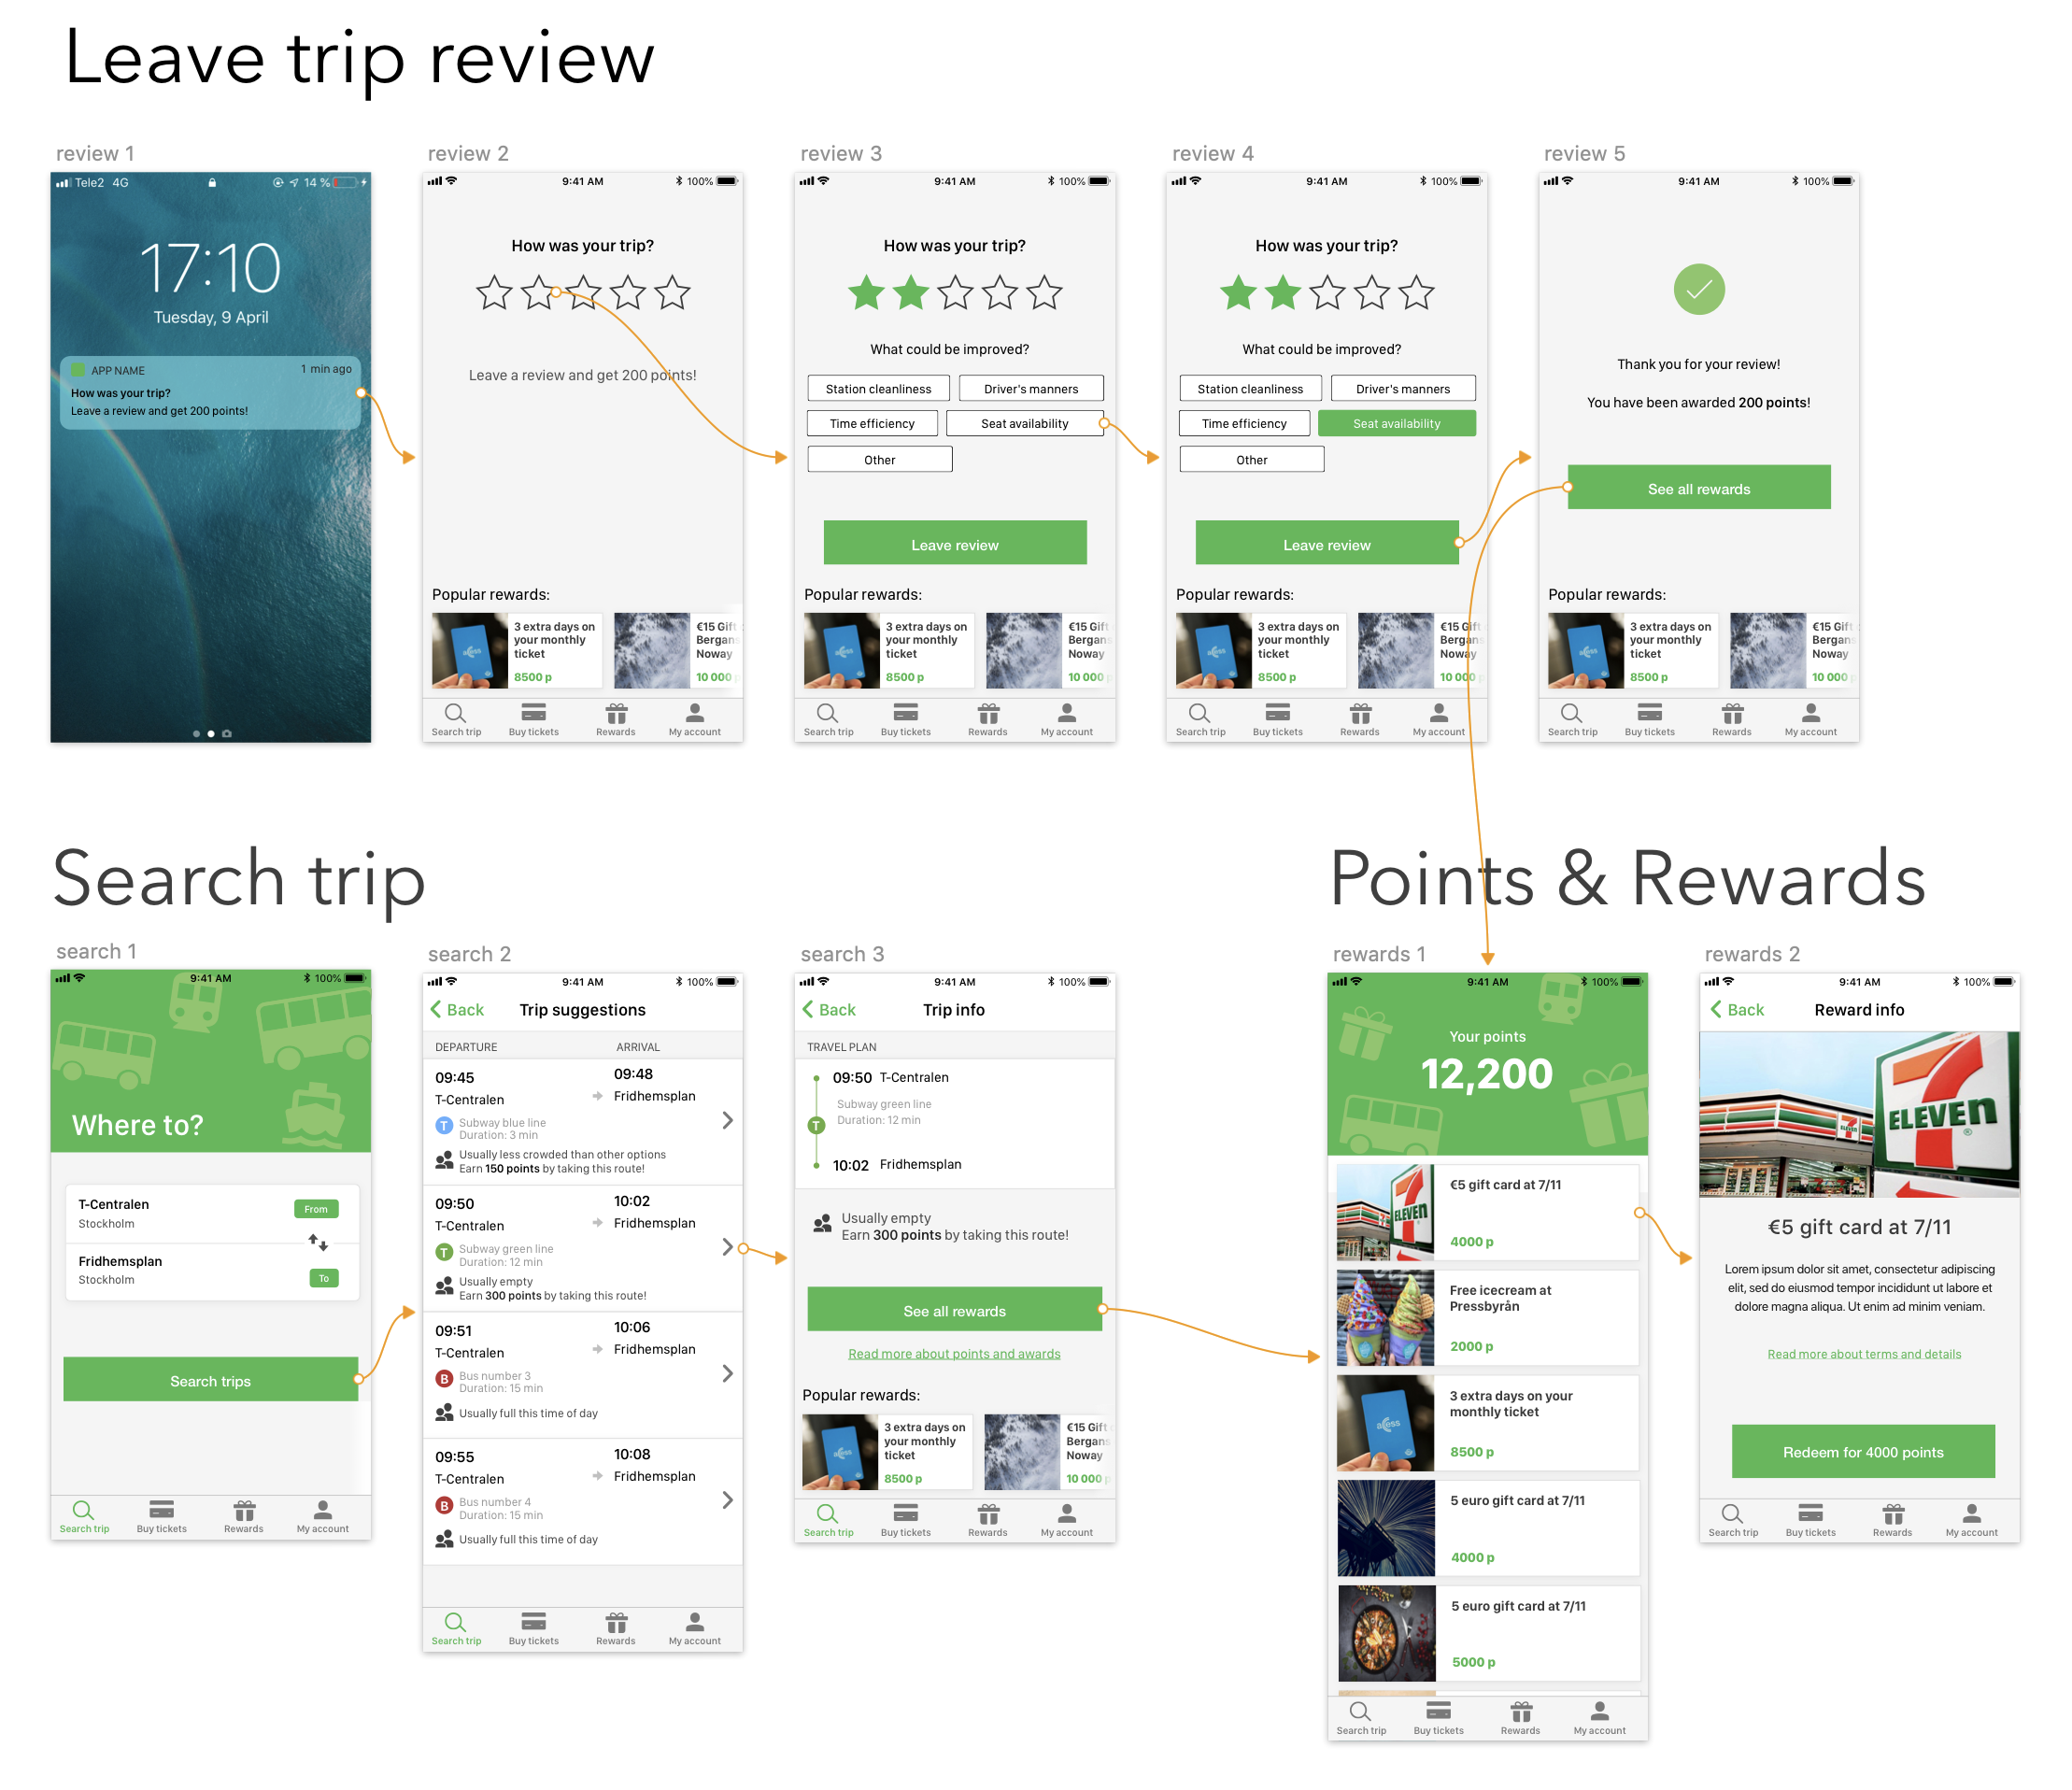 Leave trip review
review 1
Tele2 4G
14 %
17:10
Tuesday, 9 April
APP NAME
1 min ago
How was your trip?
Leave a review and get 200 points!
review 2
9:41 AM
100%
How was your trip?
Leave a review and get 200 points!
Popular rewards:
3 extra days on
your monthly
ticket
8500 p
€15 Gift
Bergans
Noway
10 000 p
Search trip
Buy tickets
Rewards
My account
review 3
9:41 AM
100%
How was your trip?
What could be improved?
Station cleanliness
Driver's manners
Time efficiency
Seat availability
Other
Leave review
Popular rewards:
3 extra days on
your monthly
ticket
8500 p
€15 Gift
Bergans
Noway
10 000 p
Search trip
Buy tickets
Rewards
My account
review 4
9:41 AM
100%
How was your trip?
What could be improved?
Station cleanliness
Driver's manners
Time efficiency
Seat availability
Other
Leave review
Popular rewards:
3 extra days on
your monthly
ticket
8500 p
€15 Gift
Bergans
Noway
10 000 p
Search trip
Buy tickets
Rewards
My account
review 5
9:41 AM
100%
Thank you for your review!
You have been awarded 200 points!
See all rewards
Popular rewards:
3 extra days on
your monthly
ticket
8500 p
€15 Gift
Bergans
Noway
10 000 p
Search trip
Buy tickets
Rewards
My account
Search trip
search 1
9:41 AM
100%
Where to?
T-Centralen
Stockholm
From
Fridhemsplan
Stockholm
To
Search trips
Search trip
Buy tickets
Rewards
My account
search 2
9:41 AM
100%
Back
Trip suggestions
DEPARTURE
ARRIVAL
09:45
09:48
T-Centralen
Fridhemsplan
T
Subway blue line
Duration: 3 min
Usually less crowded than other options
Earn 150 points by taking this route!
09:50
10:02
T-Centralen
Fridhemsplan
T
Subway green line
Duration: 12 min
Usually empty
Earn 300 points by taking this route!
09:51
10:06
T-Centralen
Fridhemsplan
B
Bus number 3
Duration: 15 min
Usually full this time of day
09:55
10:08
T-Centralen
Fridhemsplan
B
Bus number 4
Duration: 15 min
Usually full this time of day
Search trip
Buy tickets
Rewards
My account
search 3
9:41 AM
100%
Back
Trip info
TRAVEL PLAN
09:50 T-Centralen
Subway green line
Duration: 12 min
T
10:02 Fridhemsplan
Usually empty
Earn 300 points by taking this route!
See all rewards
Read more about points and awards
Popular rewards:
3 extra days on
your monthly
ticket
8500 p
€15 Gift
Bergans
Noway
10 000 p
Search trip
Buy tickets
Rewards
My account
Points & Rewards
rewards 1
9:41 AM
100%
Your points
12,200
7
ELEVEN
€5 gift card at 7/11
4000 p
Free icecream at
Pressbyrån
2000 p
access
3 extra days on your
monthly ticket
8500 p
5 euro gift card at 7/11
4000 p
5 euro gift card at 7/11
5000 p
Search trip
Buy tickets
Rewards
My account
rewards 2
9:41 AM
100%
Back
Reward info
7
ELEVEN
€5 gift card at 7/11
Lorem ipsum dolor sit amet, consectetur adipiscing
elit, sed do eiusmod tempor incididunt ut labore et
dolore magna aliqua. Ut enim ad minim veniam.
Read more about terms and details
Redeem for 4000 points
Search trip
Buy tickets
Rewards
My account